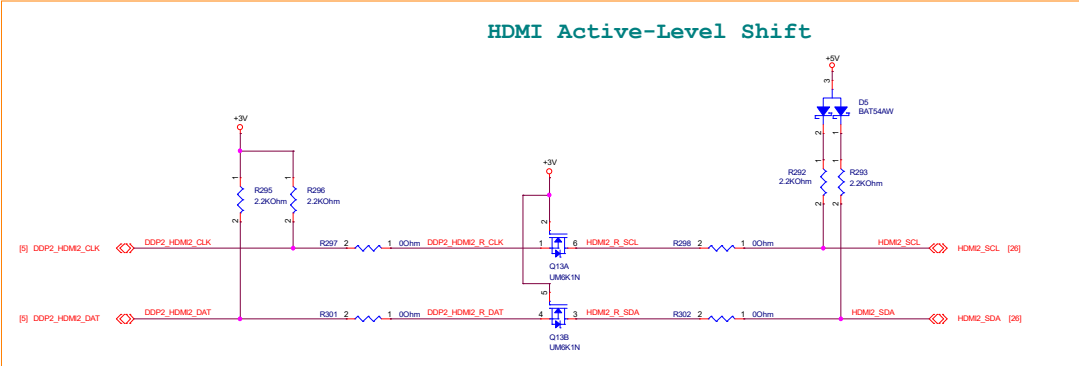 HDMI Active-Level Shift
+5V
3
D5
BAT54AW
2
1
+3V
+3V
1
1
R295
2.2KOhm
R296
2.2KOhm
2
2
1
1
R292
2.2KOhm
R293
2.2KOhm
2
2
2
[5] DDP2_HDMI2_CLK
DDP2_HDMI2_CLK
R297 2 1 0Ohm
DDP2_HDMI2_R_CLK
1
6
HDMI2_R_SCL
R298 2 1 0Ohm
HDMI2_SCL
HDMI2_SCL [26]
Q13A
UM6K1N
5
[5] DDP2_HDMI2_DAT
DDP2_HDMI2_DAT
R301 2 1 0Ohm
DDP2_HDMI2_R_DAT
4
3
HDMI2_R_SDA
R302 2 1 0Ohm
HDMI2_SDA
HDMI2_SDA [26]
Q13B
UM6K1N